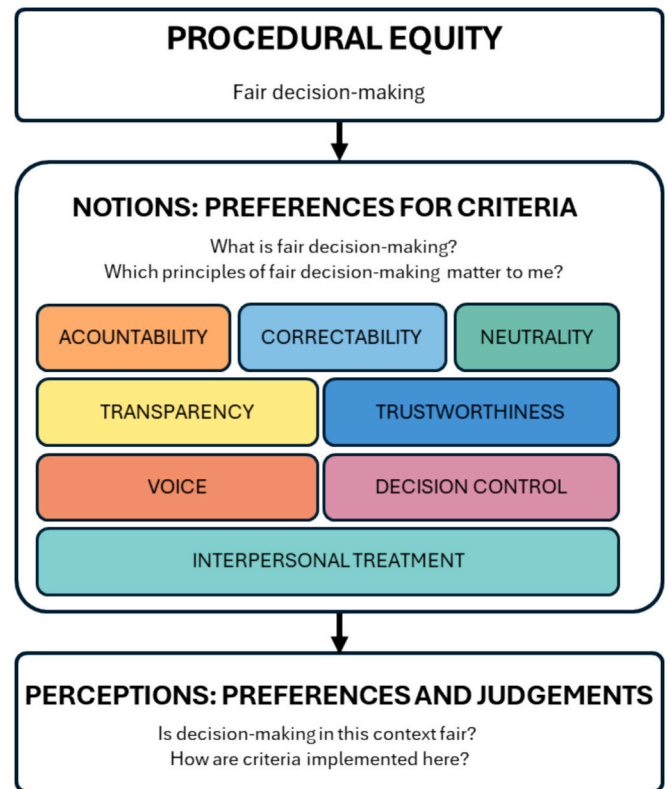 PROCEDURAL EQUITY
Fair decision-making
NOTIONS: PREFERENCES FOR CRITERIA
What is fair decision-making?
Which principles of fair decision-making matter to me?
ACOUNTABILITY
CORRECTABILITY
NEUTRALITY
TRANSPARENCY
TRUSTWORTHINESS
VOICE
DECISION CONTROL
INTERPERSONAL TREATMENT
PERCEPTIONS: PREFERENCES AND JUDGEMENTS
Is decision-making in this context fair?
How are criteria implemented here?